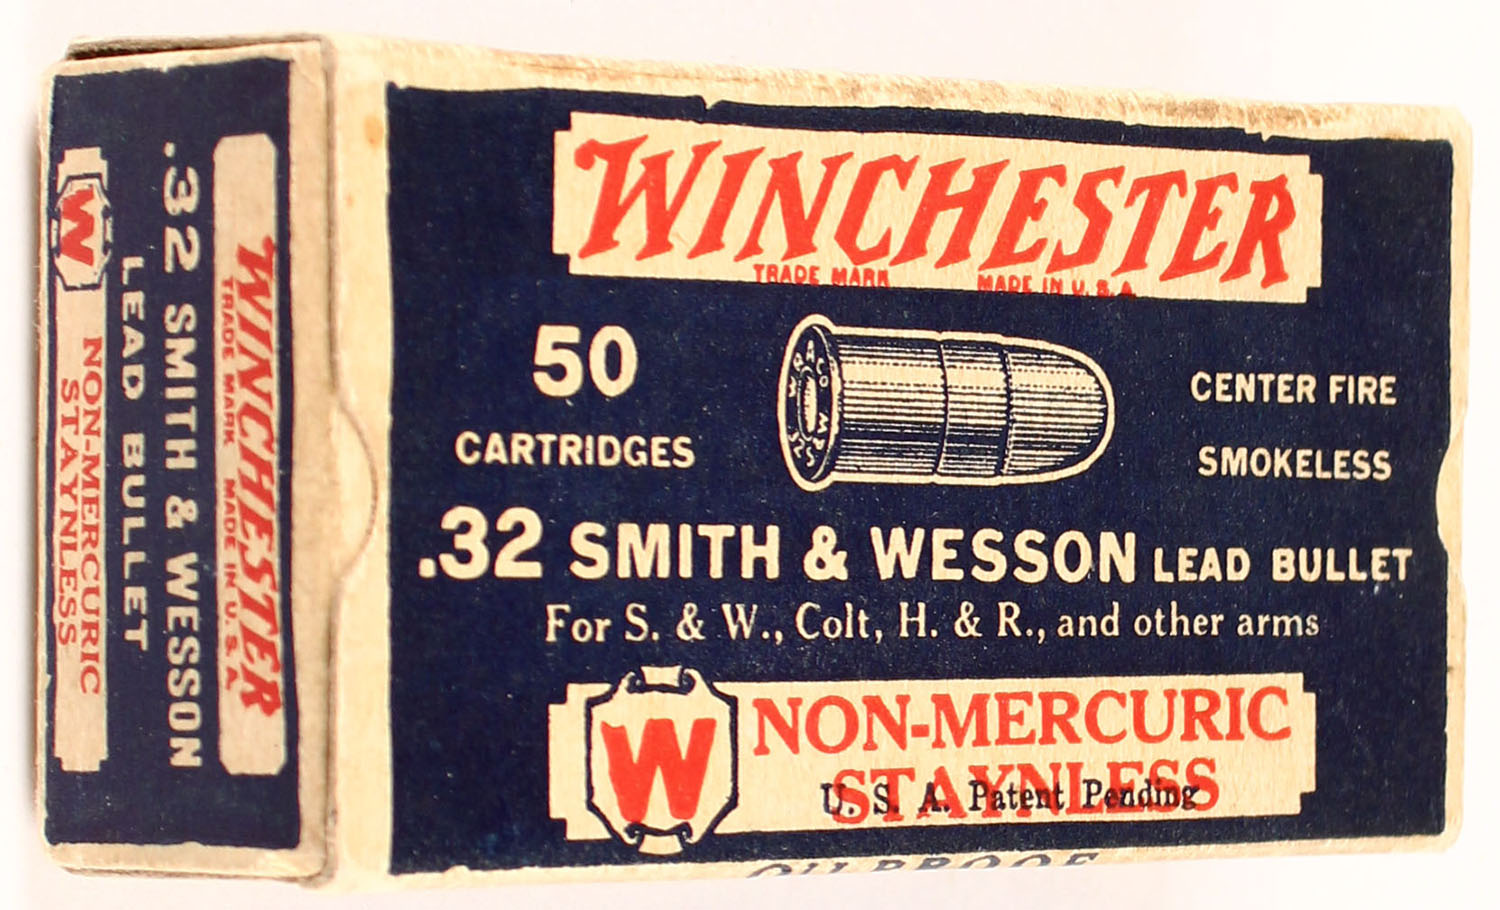 WINCHESTER
TRADE MARK MADE IN U. S. A.
50
CARTRIDGES
CENTER FIRE
SMOKELESS
.32 SMITH & WESSON LEAD BULLET
For S. & W., Colt, H. & R., and other arms
W NON-MERCURIC
STAYNLESS
U. S. A. Patent Pending
OILPROOF
WINCHESTER
TRADE MARK MADE IN U. S. A.
.32 SMITH & WESSON
LEAD BULLET
W NON-MERCURIC
STAYNLESS